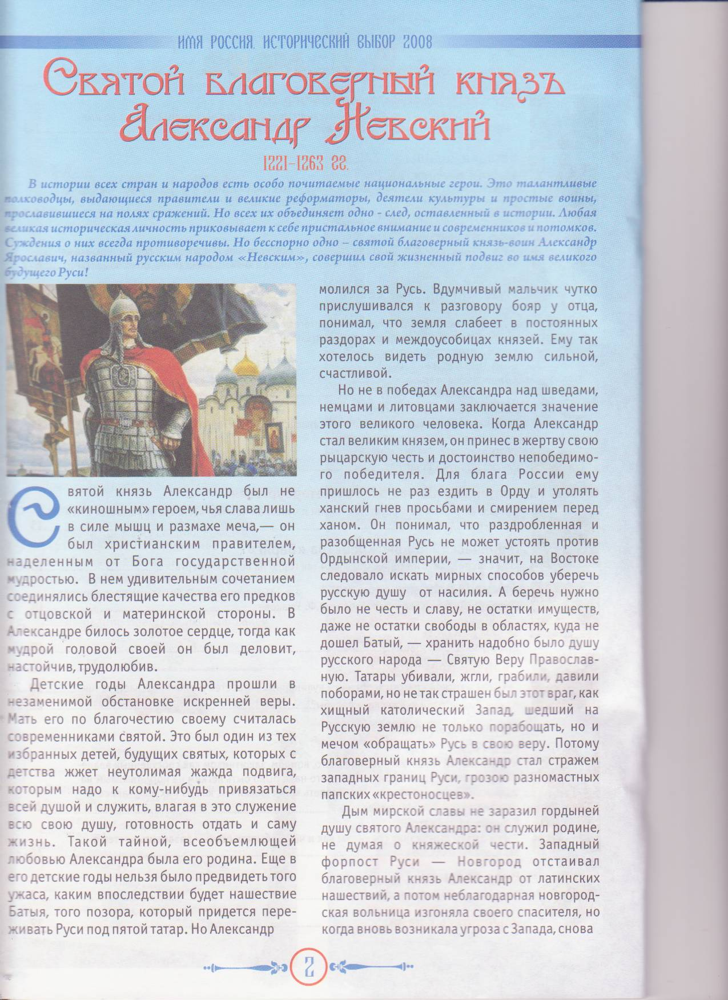 ИМЯ РОССИЯ. ИСТОРИЧЕСКИЙ ВЫБОР 2008
Святой благоверный князь
Александр Невский
1221–1263 гг.
В истории всех стран и народов есть особо почитаемые национальные герои. Это талантливые
полководцы, выдающиеся правители и великие реформаторы, деятели культуры и простые воины,
прославившиеся на полях сражений. Но всех их объединяет одно - след, оставленный в истории. Любая
великая историческая личность приковывает к себе пристальное внимание и современников и потомков.
Суждения о них всегда противоречивы. Но бесспорно одно – святой благоверный князь-воин Александр
Ярославич, названный русским народом «Невским», совершил свой жизненный подвиг во имя великого
будущего Руси!
Святой князь Александр был не
«киношным» героем, чья слава лишь
в силе мышц и размахе меча,— он
был христианским правителем,
наделенным от Бога государственной
мудростью. В нем удивительным сочетанием
соединялись блестящие качества его предков
с отцовской и материнской стороны. В
Александре билось золотое сердце, тогда как
мудрой головой своей он был деловит,
настойчив, трудолюбив.
Детские годы Александра прошли в
незаменимой обстановке искренней веры.
Мать его по благочестию своему считалась
современниками святой. Это был один из тех
избранных детей, будущих святых, которых с
детства жжет неутолимая жажда подвига,
которым надо к кому-нибудь привязаться
всей душой и служить, влагая в это служение
всю свою душу, готовность отдать и саму
жизнь. Такой тайной, всеобъемлющей
любовью Александра была его родина. Еще в
его детские годы нельзя было предвидеть того
ужаса, каким впоследствии будет нашествие
Батыя, того позора, который придется пере-
живать Руси под пятой татар. Но Александр
молился за Русь. Вдумчивый мальчик чутко
прислушивался к разговору бояр у отца,
понимал, что земля слабеет в постоянных
раздорах и междоусобицах князей. Ему так
хотелось видеть родную землю сильной,
счастливой.
Но не в победах Александра над шведами,
немцами и литовцами заключается значение
этого великого человека. Когда Александр
стал великим князем, он принес в жертву свою
рыцарскую честь и достоинство непобедимо-
го победителя. Для блага России ему
пришлось не раз ездить в Орду и утолять
ханский гнев просьбами и смирением перед
ханом. Он понимал, что раздробленная и
разобщенная Русь не может устоять против
Ордынской империи, — значит, на Востоке
следовало искать мирных способов уберечь
русскую душу от насилия. А беречь нужно
было не честь и славу, не остатки имуществ,
даже не остатки свободы в областях, куда не
дошел Батый, — хранить надобно было душу
русского народа — Святую Веру Православ-
ную. Татары убивали, жгли, грабили, давили
поборами, но не так страшен был этот враг, как
хищный католический Запад, шедший на
Русскую землю не только порабощать, но и
мечом «обращать» Русь в свою веру. Потому
благоверный князь Александр стал стражем
западных границ Руси, грозою разномастных
папских «крестоносцев».
Дым мирской славы не заразил гордыней
душу святого Александра: он служил родине,
не думая о княжеской чести. Западный
форпост Руси — Новгород отстаивал
благоверный князь Александр от латинских
нашествий, а потом неблагодарная новгород-
ская вольница изгоняла своего спасителя, но
когда вновь возникала угроза с Запада, снова
2